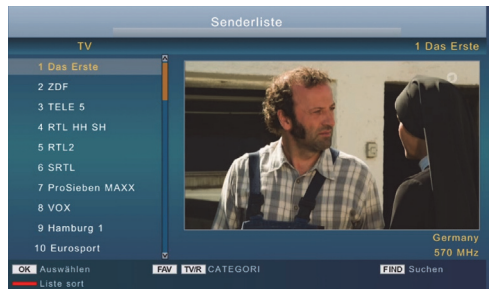 Senderliste
TV
1 Das Erste
1 Das Erste
2 ZDF
3 TELE 5
4 RTL HH SH
5 RTL2
6 SRTL
7 ProSieben MAXX
8 VOX
9 Hamburg 1
10 Eurosport
Germany
570 MHz
OK Auswählen
FAV TV/R CATEGORI
FIND Suchen
Liste sort